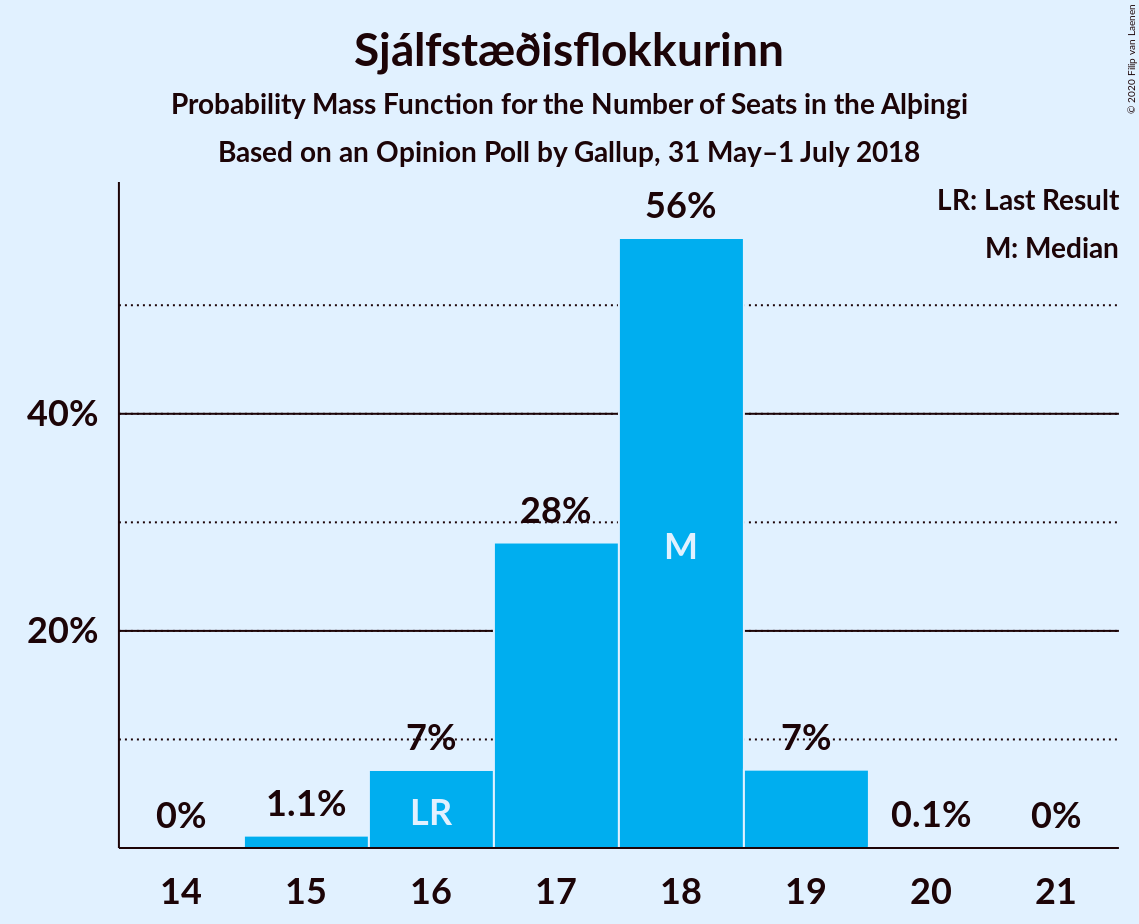 Sjálfstæðisflokkurinn
Probability Mass Function for the Number of Seats in the Alþingi
Based on an Opinion Poll by Gallup, 31 May–1 July 2018
© 2020 Filip van Laenen
LR: Last Result
M: Median
40%
20%
0%
1.1%
7%
28%
56%
7%
0.1%
0%
LR
M
14 15 16 17 18 19 20 21